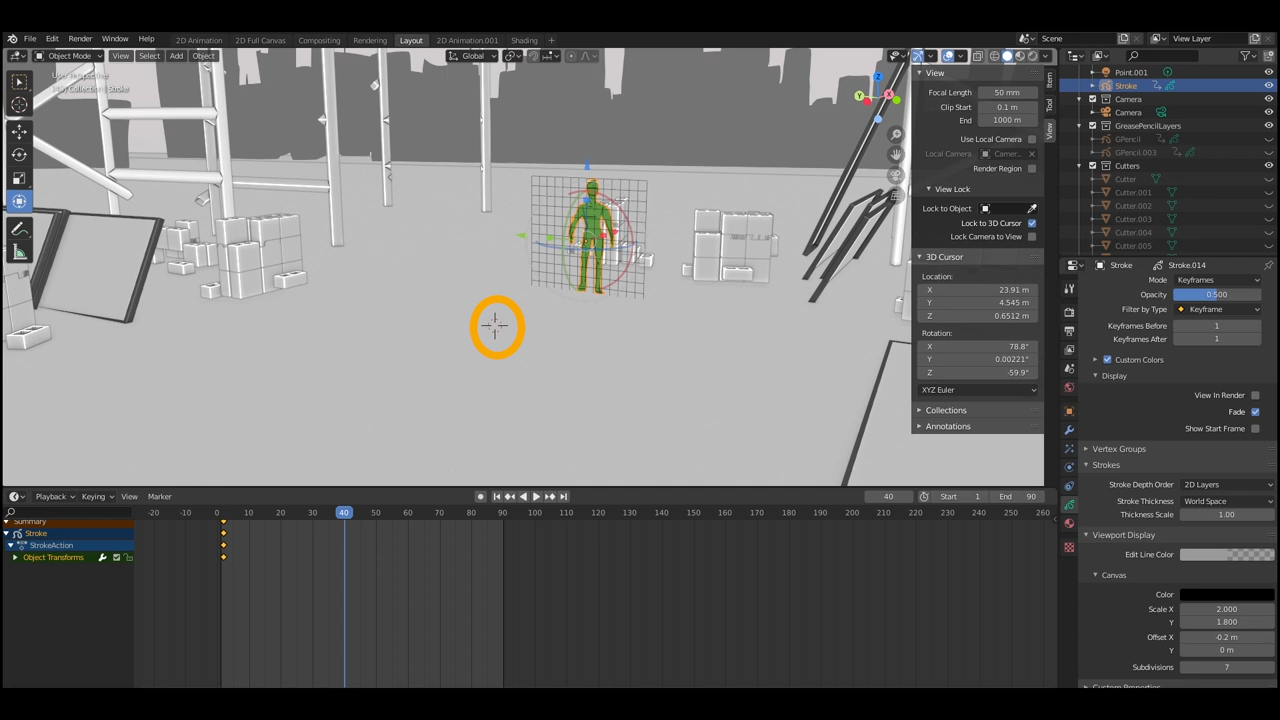 File Edit Render Window Help 2D Animation 2D Full Canvas Compositing Rendering Layout 2D Animation.001 Shading + Scene View Layer
Object Mode View Select Add Object Global
Z
Y X
View
Focal Length 50 mm
Clip Start 0.1 m
End 1000 m
Use Local Camera
Local Camera Camer...
Render Region
View Lock
Lock to Object
Lock to 3D Cursor
Lock Camera to View
3D Cursor
Location:
X 23.91 m
Y 4.545 m
Z 0.6512 m
Rotation:
X 78.8°
Y 0.00221°
Z -59.9°
XYZ Euler
Collections
Annotations
Item
Tool
View
Point.001
Stroke
Camera
Camera
GreasePencilLayers
GPencil
GPencil.003
Cutters
Cutter
Cutter.001
Cutter.002
Cutter.003
Cutter.004
Cutter.005
Stroke Stroke.014
Mode Keyframes
Opacity 0.500
Filter by Type Keyframe
Keyframes Before 1
Keyframes After 1
Custom Colors
Display
View In Render
Fade
Show Start Frame
Vertex Groups
Strokes
Stroke Depth Order 2D Layers
Stroke Thickness World Space
Thickness Scale 1.00
Viewport Display
Edit Line Color
Canvas
Color
Scale X 2.000
Y 1.800
Offset X -0.2 m
Y 0 m
Subdivisions 7
Playback Keying View Marker 40 Start 1 End 90
-20 -10 0 10 20 30 40 50 60 70 80 90 100 110 120 130 140 150 160 170 180 190 200 210 220 230 240 250 260
Summary
Stroke
StrokeAction
Object Transforms